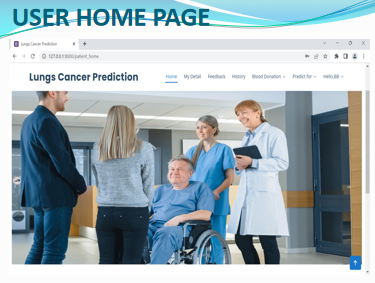 USER HOME PAGE
Lungs Cancer Prediction
127.0.0.1:8000/patient_home
Lungs Cancer Prediction Home My Detail Feedback History Blood Donation Predict for Hello,BB